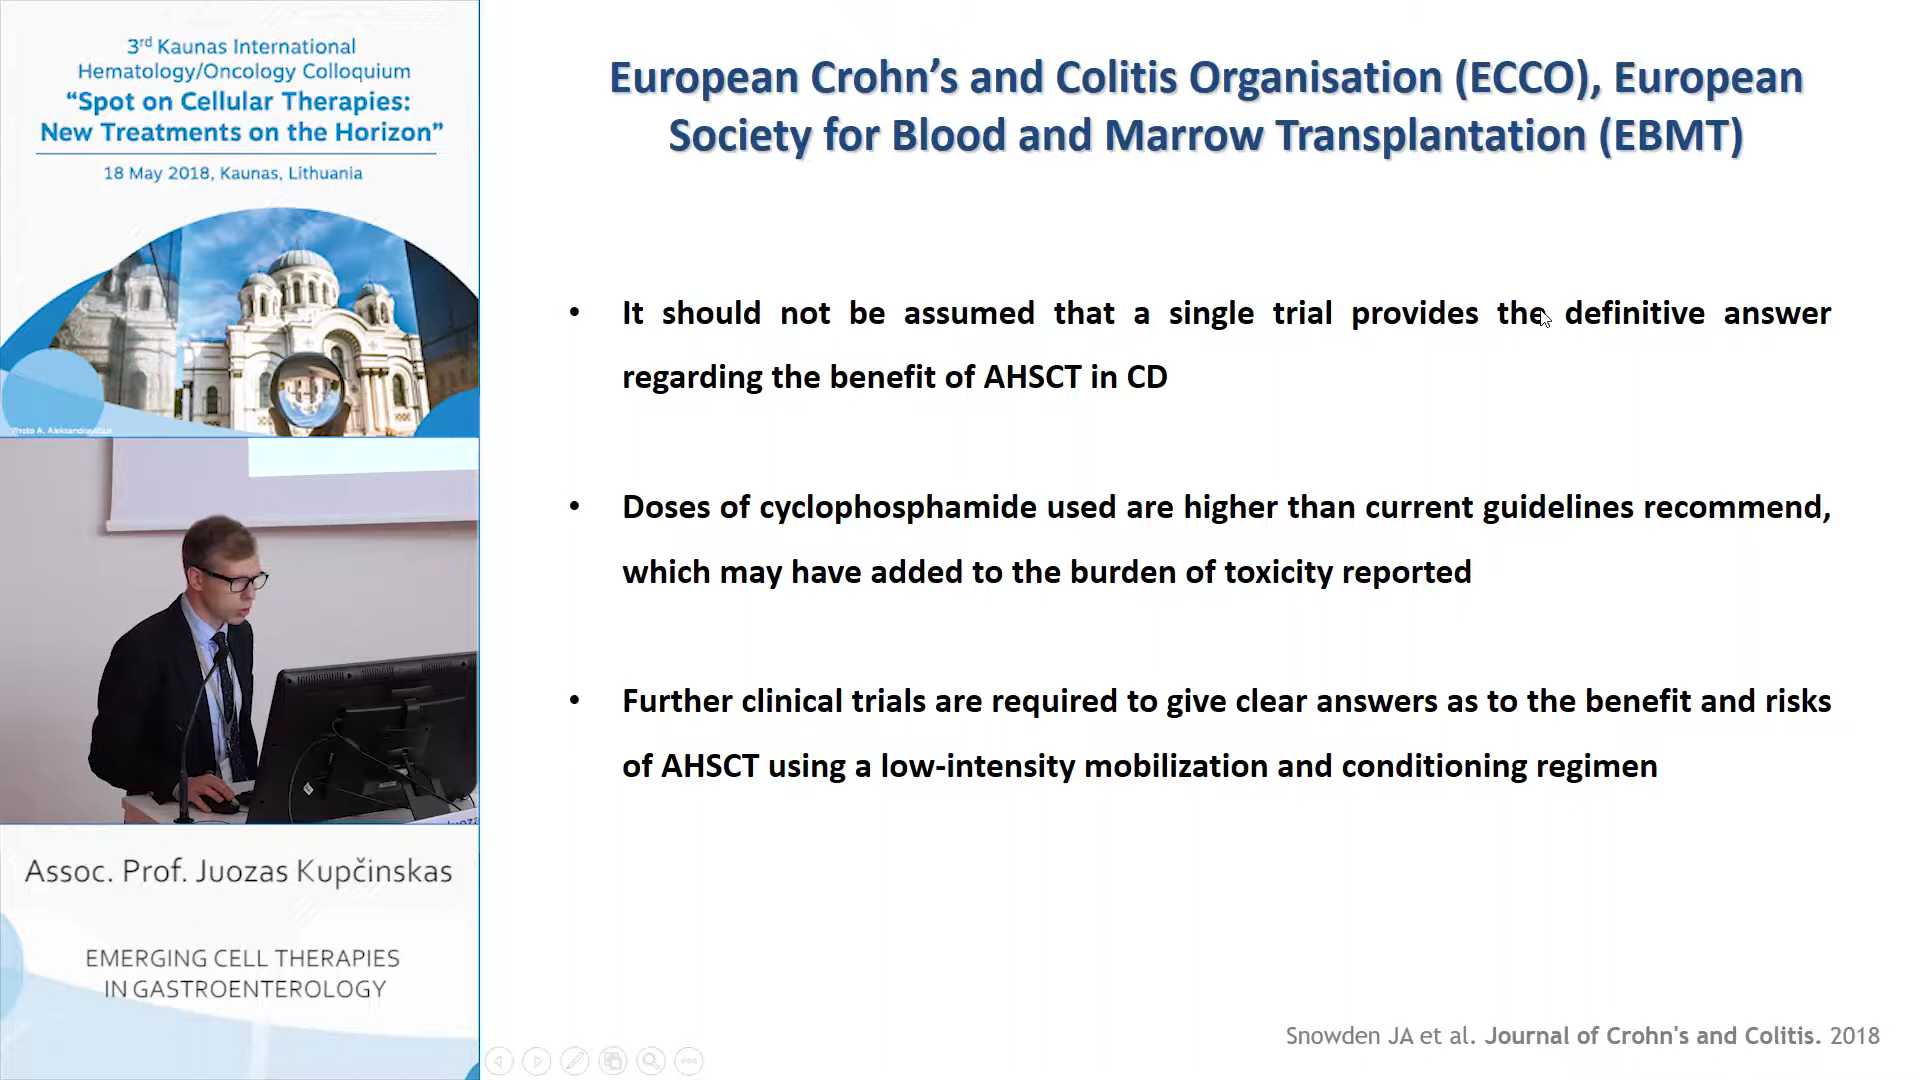 3rd Kaunas International
Hematology/Oncology Colloquium
“Spot on Cellular Therapies:
New Treatments on the Horizon”
18 May 2018, Kaunas, Lithuania
Photo A. Aleksandravičius
Assoc. Prof. Juozas Kupčinskas
EMERGING CELL THERAPIES
IN GASTROENTEROLOGY
European Crohn’s and Colitis Organisation (ECCO), European
Society for Blood and Marrow Transplantation (EBMT)
• It should not be assumed that a single trial provides the definitive answer
regarding the benefit of AHSCT in CD
• Doses of cyclophosphamide used are higher than current guidelines recommend,
which may have added to the burden of toxicity reported
• Further clinical trials are required to give clear answers as to the benefit and risks
of AHSCT using a low-intensity mobilization and conditioning regimen
Snowden JA et al. Journal of Crohn's and Colitis. 2018